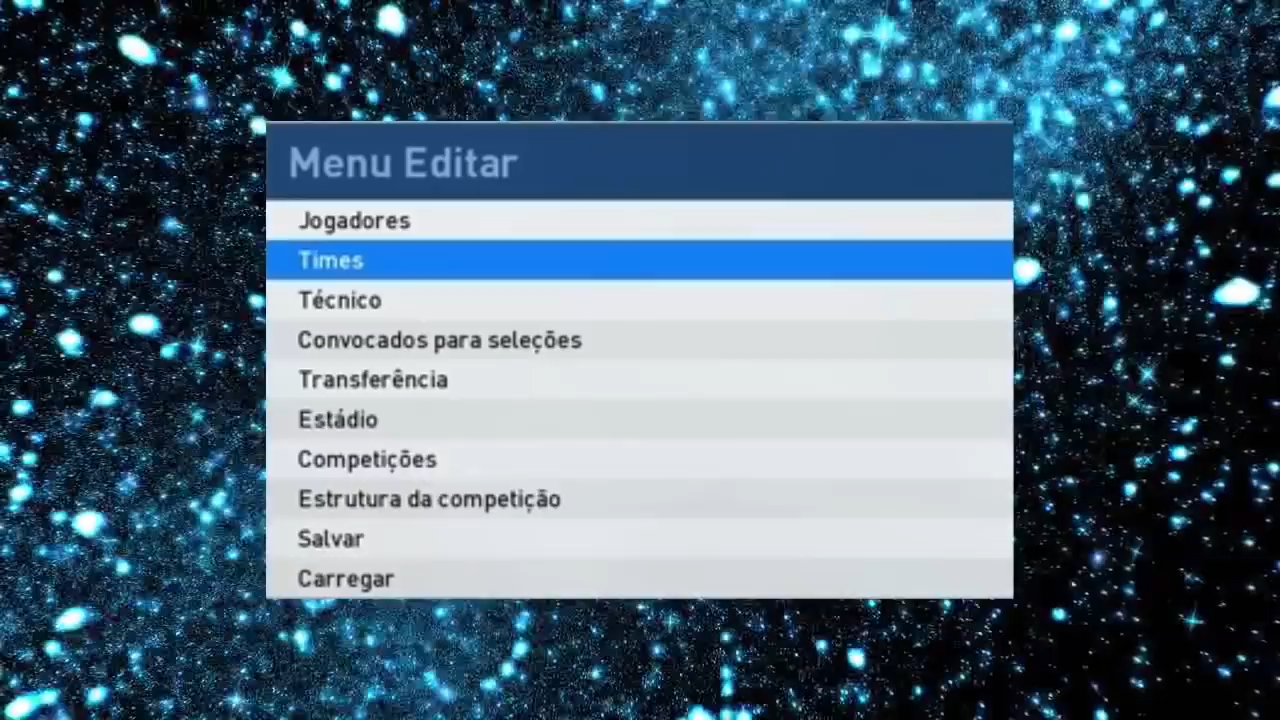 Menu Editar
Jogadores
Times
Técnico
Convocados para seleções
Transferência
Estádio
Competições
Estrutura da competição
Salvar
Carregar